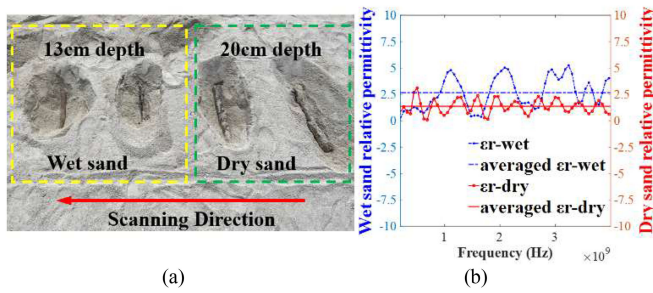 13cm depth
20cm depth
Wet sand
Dry sand
Scanning Direction
(a)
Wet sand relative permittivity
10
7.5
5
2.5
0
-2.5
-5
-7.5
-10
εr-wet
averaged εr-wet
εr-dry
averaged εr-dry
1
2
3
Frequency (Hz)
×10⁹
10
7.5
5
2.5
0
-2.5
-5
-7.5
-10
Dry sand relative permittivity
(b)